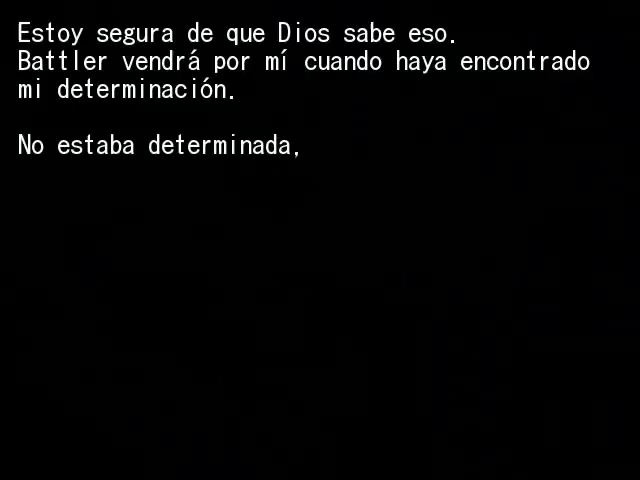 Estoy segura de que Dios sabe eso.
Battler vendrá por mí cuando haya encontrado
mi determinación.
No estaba determinada,